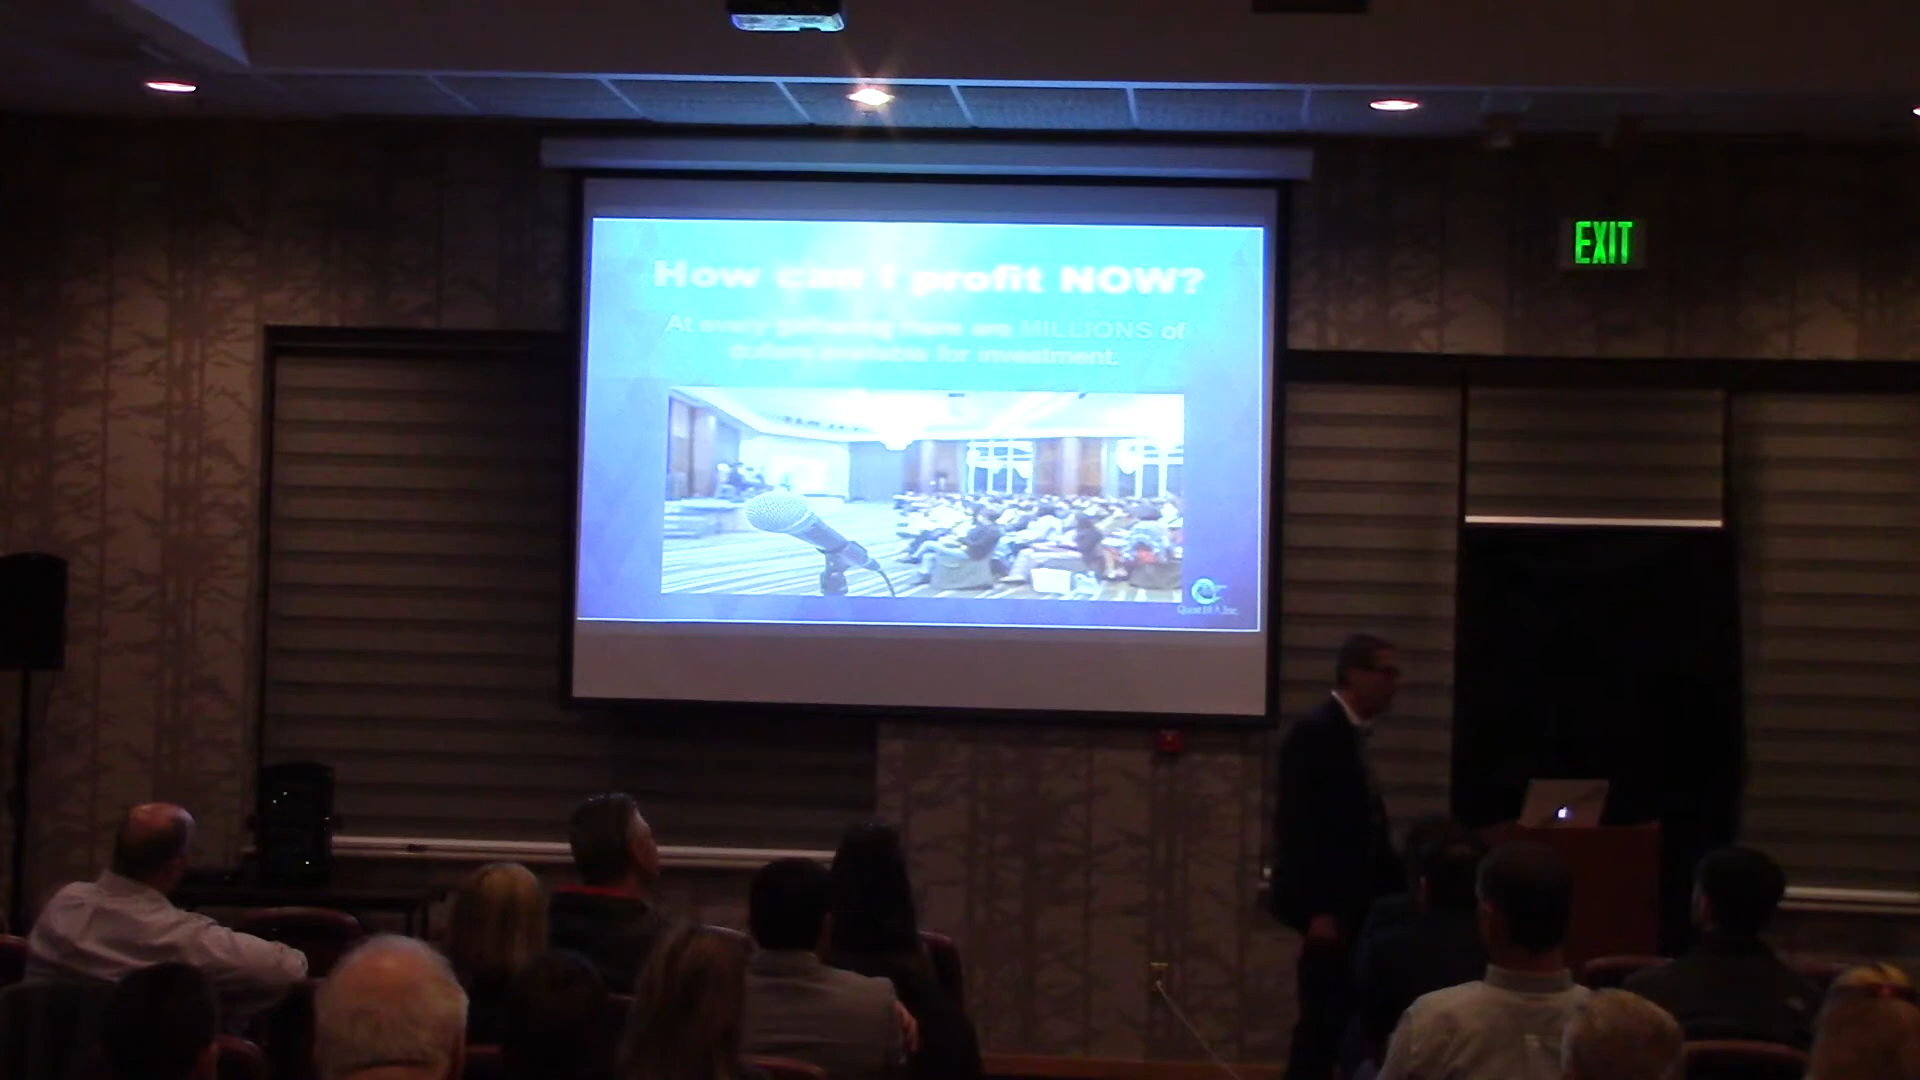 EXIT
How can I profit NOW?
At every gathering there are MILLIONS of
dollars available for investment.